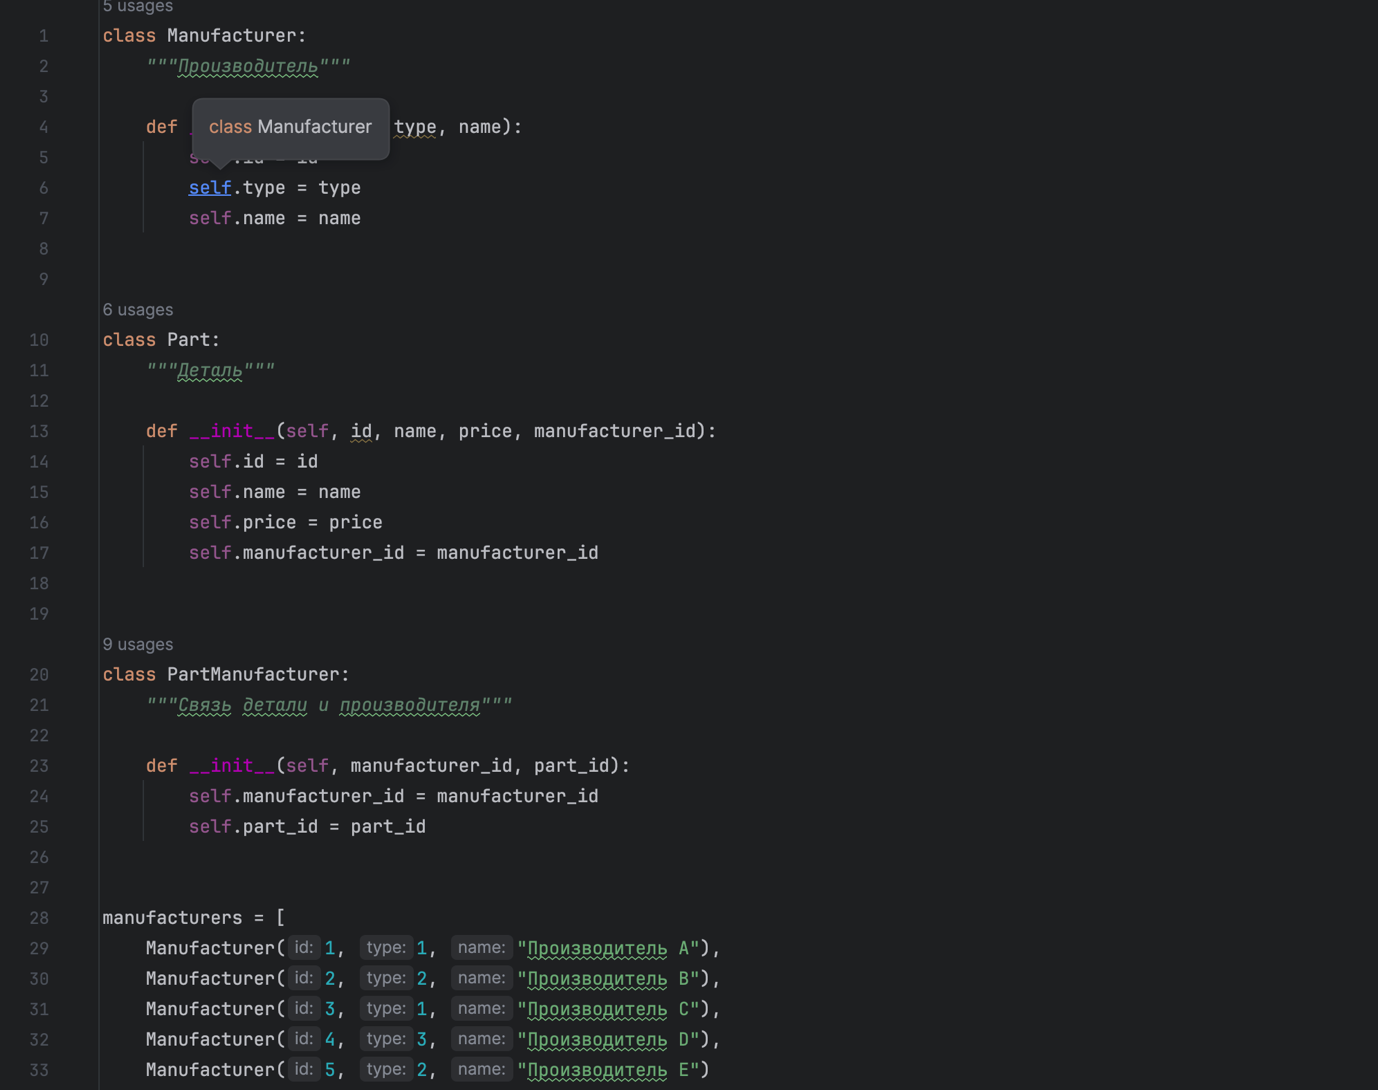 5 usages
1 class Manufacturer:
2 """Производитель"""
3
4 def type, name):
class Manufacturer
5 = id
6 self.type = type
7 self.name = name
8
9
6 usages
10 class Part:
11 """Деталь"""
12
13 def __init__(self, id, name, price, manufacturer_id):
14 self.id = id
15 self.name = name
16 self.price = price
17 self.manufacturer_id = manufacturer_id
18
19
9 usages
20 class PartManufacturer:
21 """Связь детали и производителя"""
22
23 def __init__(self, manufacturer_id, part_id):
24 self.manufacturer_id = manufacturer_id
25 self.part_id = part_id
26
27
28 manufacturers = [
29 Manufacturer( id: 1, type: 1, name: "Производитель A"),
30 Manufacturer( id: 2, type: 2, name: "Производитель B"),
31 Manufacturer( id: 3, type: 1, name: "Производитель C"),
32 Manufacturer( id: 4, type: 3, name: "Производитель D"),
33 Manufacturer( id: 5, type: 2, name: "Производитель E")